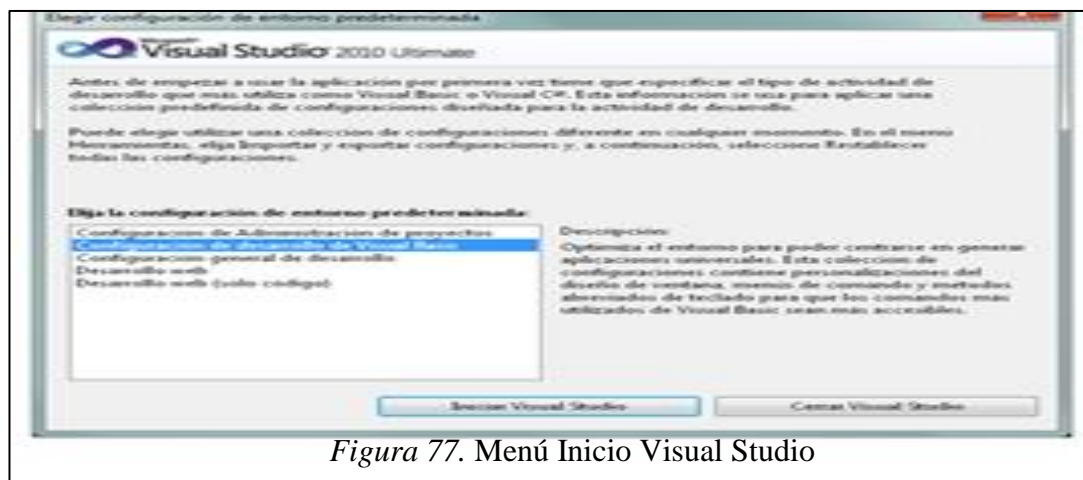 Elegir configuración de entorno predeterminada
Visual Studio 2010 Ultimate
Antes de empezar a usar la aplicación por primera vez tiene que especificar el tipo de actividad de
desarrollo que más utiliza como Visual Basic o Visual C#. Esta información se usa para aplicar una
colección predefinida de configuraciones diseñada para la actividad de desarrollo.
Puede elegir utilizar una colección de configuraciones diferente en cualquier momento. En el menú
Herramientas, elija Importar y exportar configuraciones y, a continuación, seleccione Restablecer
todas las configuraciones.
Elija la configuración de entorno predeterminada:
Configuración de Administración de proyectos
Configuración de desarrollo de Visual Basic
Configuración general de desarrollo
Desarrollo web
Desarrollo web (solo código)
Descripción:
Optimiza el entorno para poder centrarse en generar
aplicaciones universales. Esta colección de
configuraciones contiene personalizaciones del
diseño de ventana, menús de comando y métodos
abreviados de teclado para que los comandos más
utilizados de Visual Basic sean más accesibles.
Iniciar Visual Studio
Cerrar Visual Studio
Figura 77. Menú Inicio Visual Studio